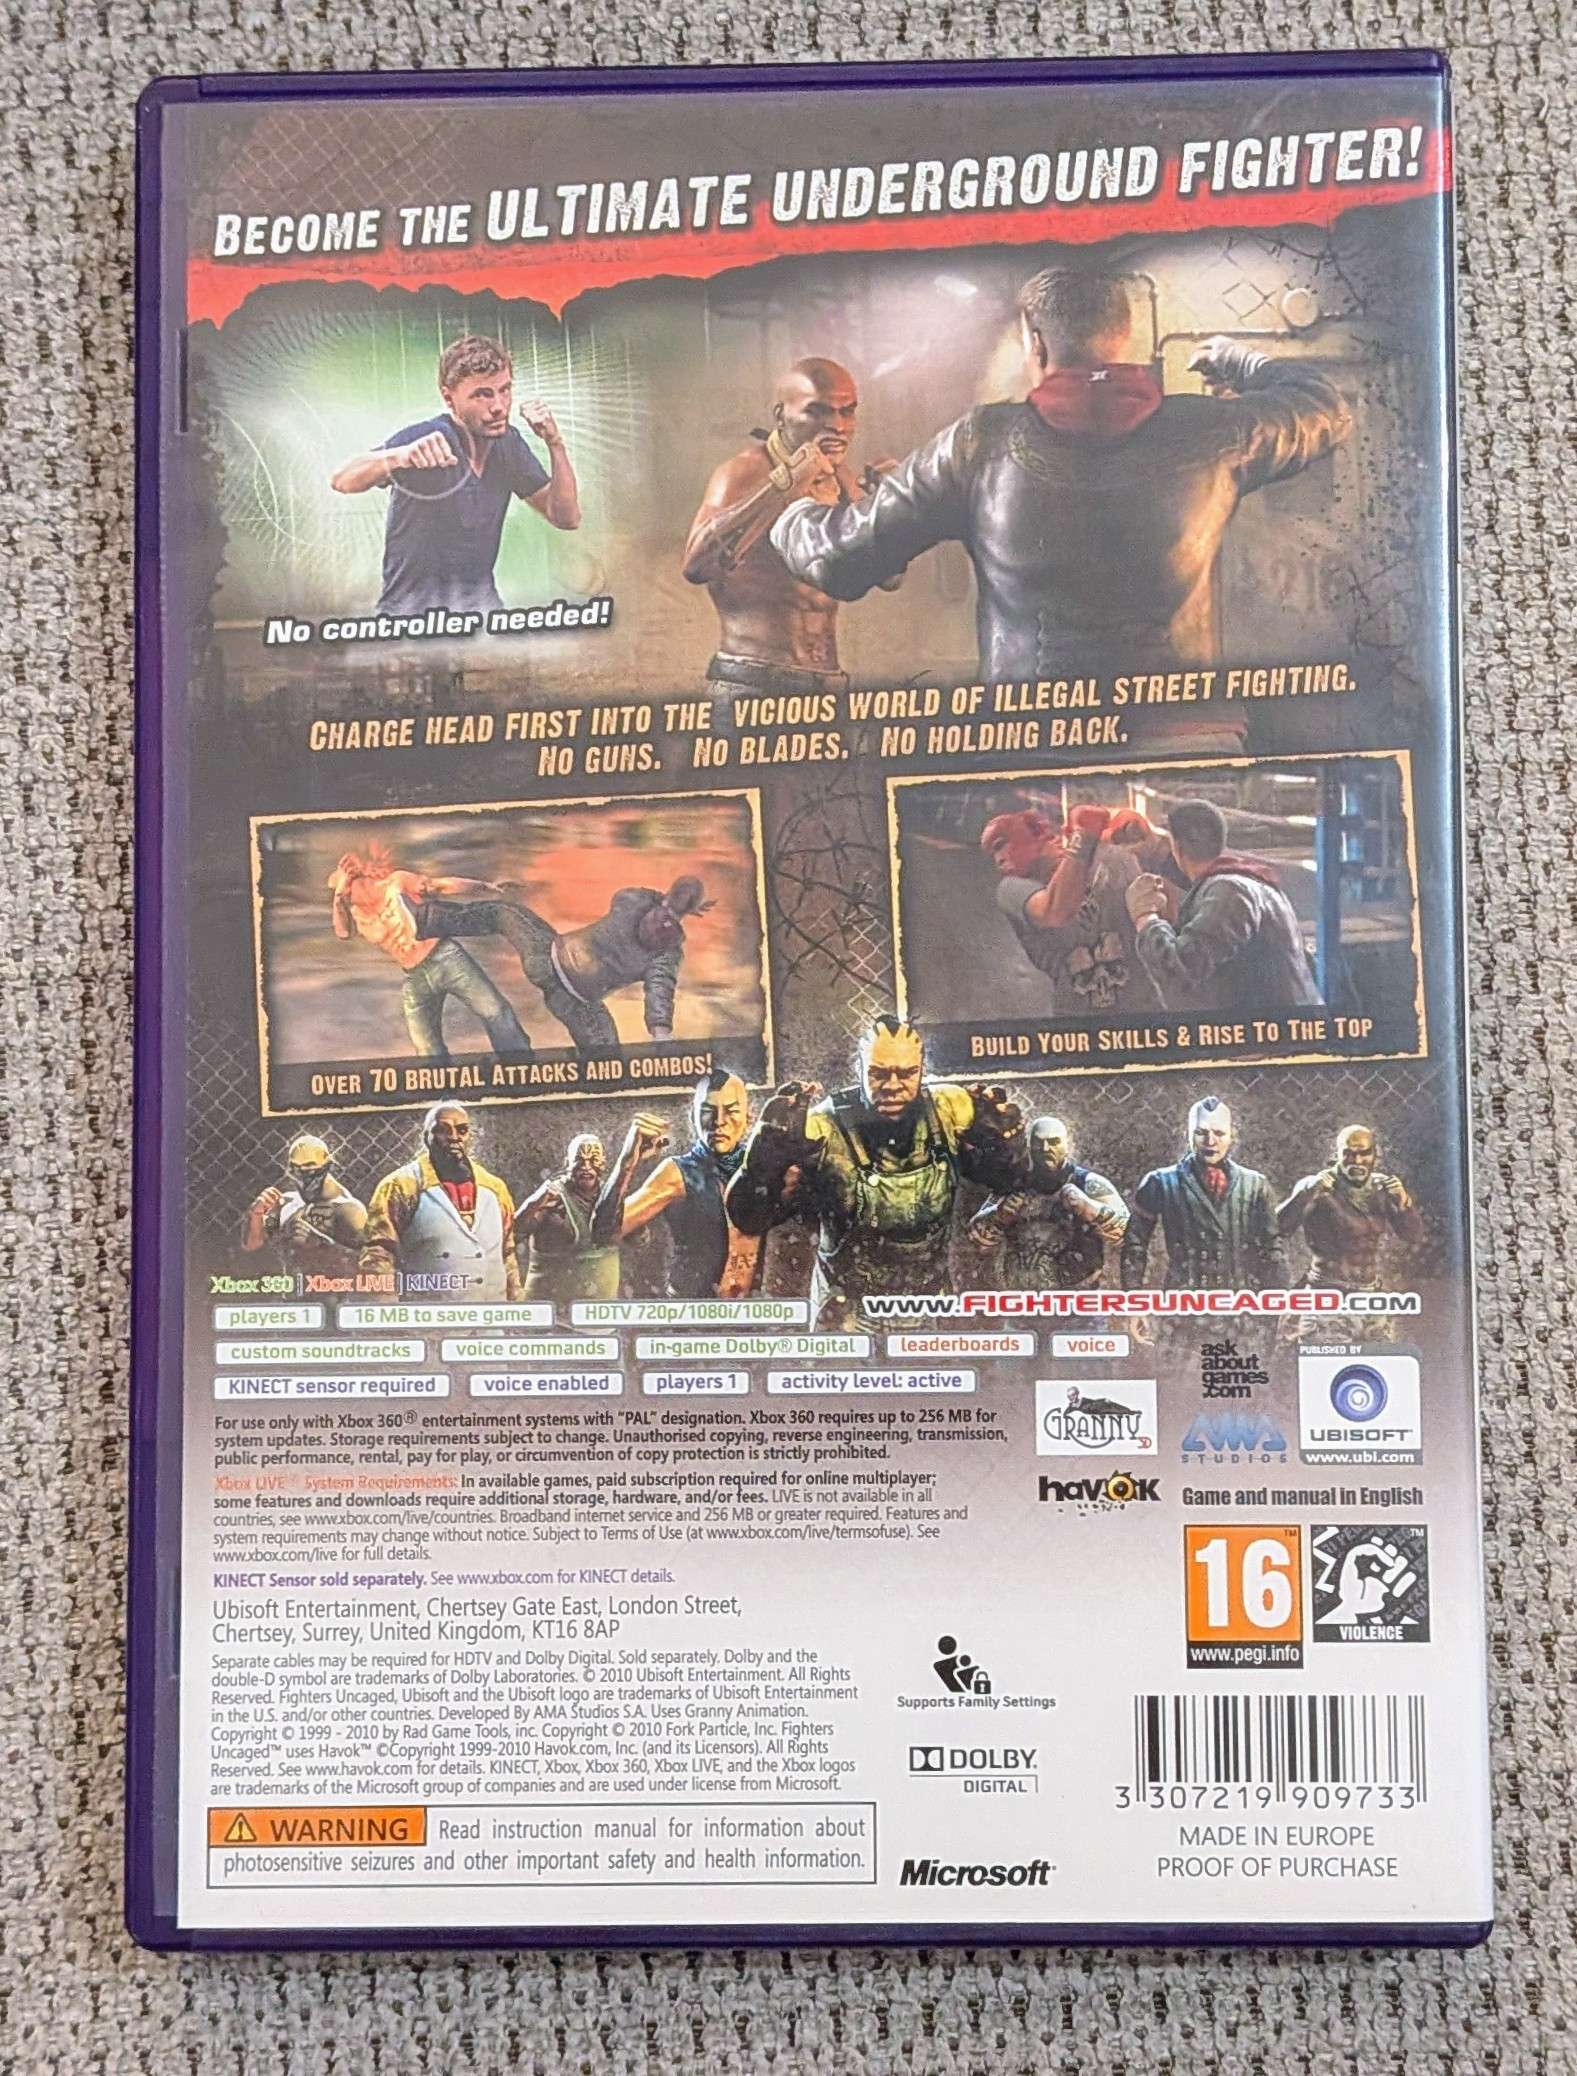 BECOME THE ULTIMATE UNDERGROUND FIGHTER!
No controller needed!
CHARGE HEAD FIRST INTO THE VICIOUS WORLD OF ILLEGAL STREET FIGHTING.
NO GUNS. NO BLADES. NO HOLDING BACK.
OVER 70 BRUTAL ATTACKS AND COMBOS!
BUILD YOUR SKILLS & RISE TO THE TOP
Xbox 360 | Xbox LIVE | KINECT
players 1
16 MB to save game
HDTV 720p/1080i/1080p
www.FIGHTERSUNCAGED.com
custom soundtracks
voice commands
in-game Dolby® Digital
leaderboards
voice
KINECT sensor required
voice enabled
players 1
activity level: active
ask
about
games
.com
PUBLISHED BY
UBISOFT
www.ubi.com
GRANNY 3D
AMA
STUDIOS
havok
Game and manual in English
For use only with Xbox 360® entertainment systems with "PAL" designation. Xbox 360 requires up to 256 MB for
system updates. Storage requirements subject to change. Unauthorised copying, reverse engineering, transmission,
public performance, rental, pay for play, or circumvention of copy protection is strictly prohibited.
Xbox LIVE® System Requirements: In available games, paid subscription required for online multiplayer;
some features and downloads require additional storage, hardware, and/or fees. LIVE is not available in all
countries, see www.xbox.com/live/countries. Broadband internet service and 256 MB or greater required. Features and
system requirements may change without notice. Subject to Terms of Use (at www.xbox.com/live/termsofuse). See
www.xbox.com/live for full details.
KINECT Sensor sold separately. See www.xbox.com for KINECT details.
Ubisoft Entertainment, Chertsey Gate East, London Street,
Chertsey, Surrey, United Kingdom, KT16 8AP
Separate cables may be required for HDTV and Dolby Digital. Sold separately. Dolby and the
double-D symbol are trademarks of Dolby Laboratories. © 2010 Ubisoft Entertainment. All Rights
Reserved. Fighters Uncaged, Ubisoft and the Ubisoft logo are trademarks of Ubisoft Entertainment
in the U.S. and/or other countries. Developed By AMA Studios S.A. Uses Granny Animation.
Copyright © 1999 - 2010 by Rad Game Tools, inc. Copyright © 2010 Fork Particle, Inc. Fighters
Uncaged™ uses Havok™ ©Copyright 1999-2010 Havok.com, Inc. (and its Licensors). All Rights
Reserved. See www.havok.com for details. KINECT, Xbox, Xbox 360, Xbox LIVE, and the Xbox logos
are trademarks of the Microsoft group of companies and are used under license from Microsoft.
WARNING Read instruction manual for information about
photosensitive seizures and other important safety and health information.
16™
www.pegi.info
™
VIOLENCE
Supports Family Settings
DOLBY.
DIGITAL
Microsoft®
3 307219 909733
MADE IN EUROPE
PROOF OF PURCHASE